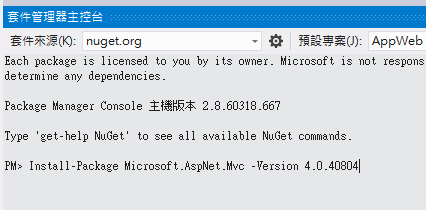 套件管理器主控台
套件來源(K): nuget.org 預設專案(J): AppWeb
Each package is licensed to you by its owner. Microsoft is not respons
determine any dependencies.
Package Manager Console 主機版本 2.8.60318.667
Type 'get-help NuGet' to see all available NuGet commands.
PM> Install-Package Microsoft.AspNet.Mvc -Version 4.0.40804